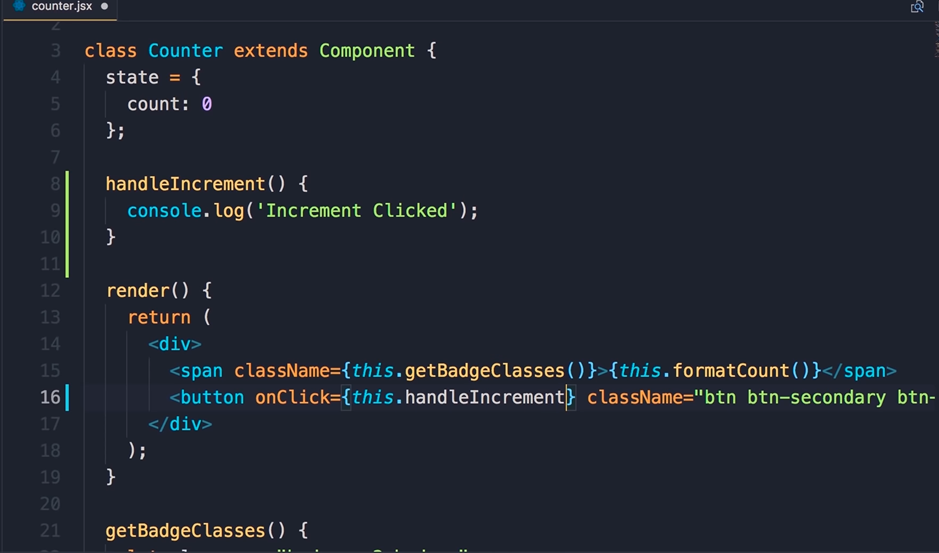 counter.jsx
2
3 class Counter extends Component {
4 state = {
5 count: 0
6 };
7
8 handleIncrement() {
9 console.log('Increment Clicked');
10 }
11
12 render() {
13 return (
14 <div>
15 <span className={this.getBadgeClasses()}>{this.formatCount()}</span>
16 <button onClick={this.handleIncrement} className="btn btn-secondary btn-
17 </div>
18 );
19 }
20
21 getBadgeClasses() {